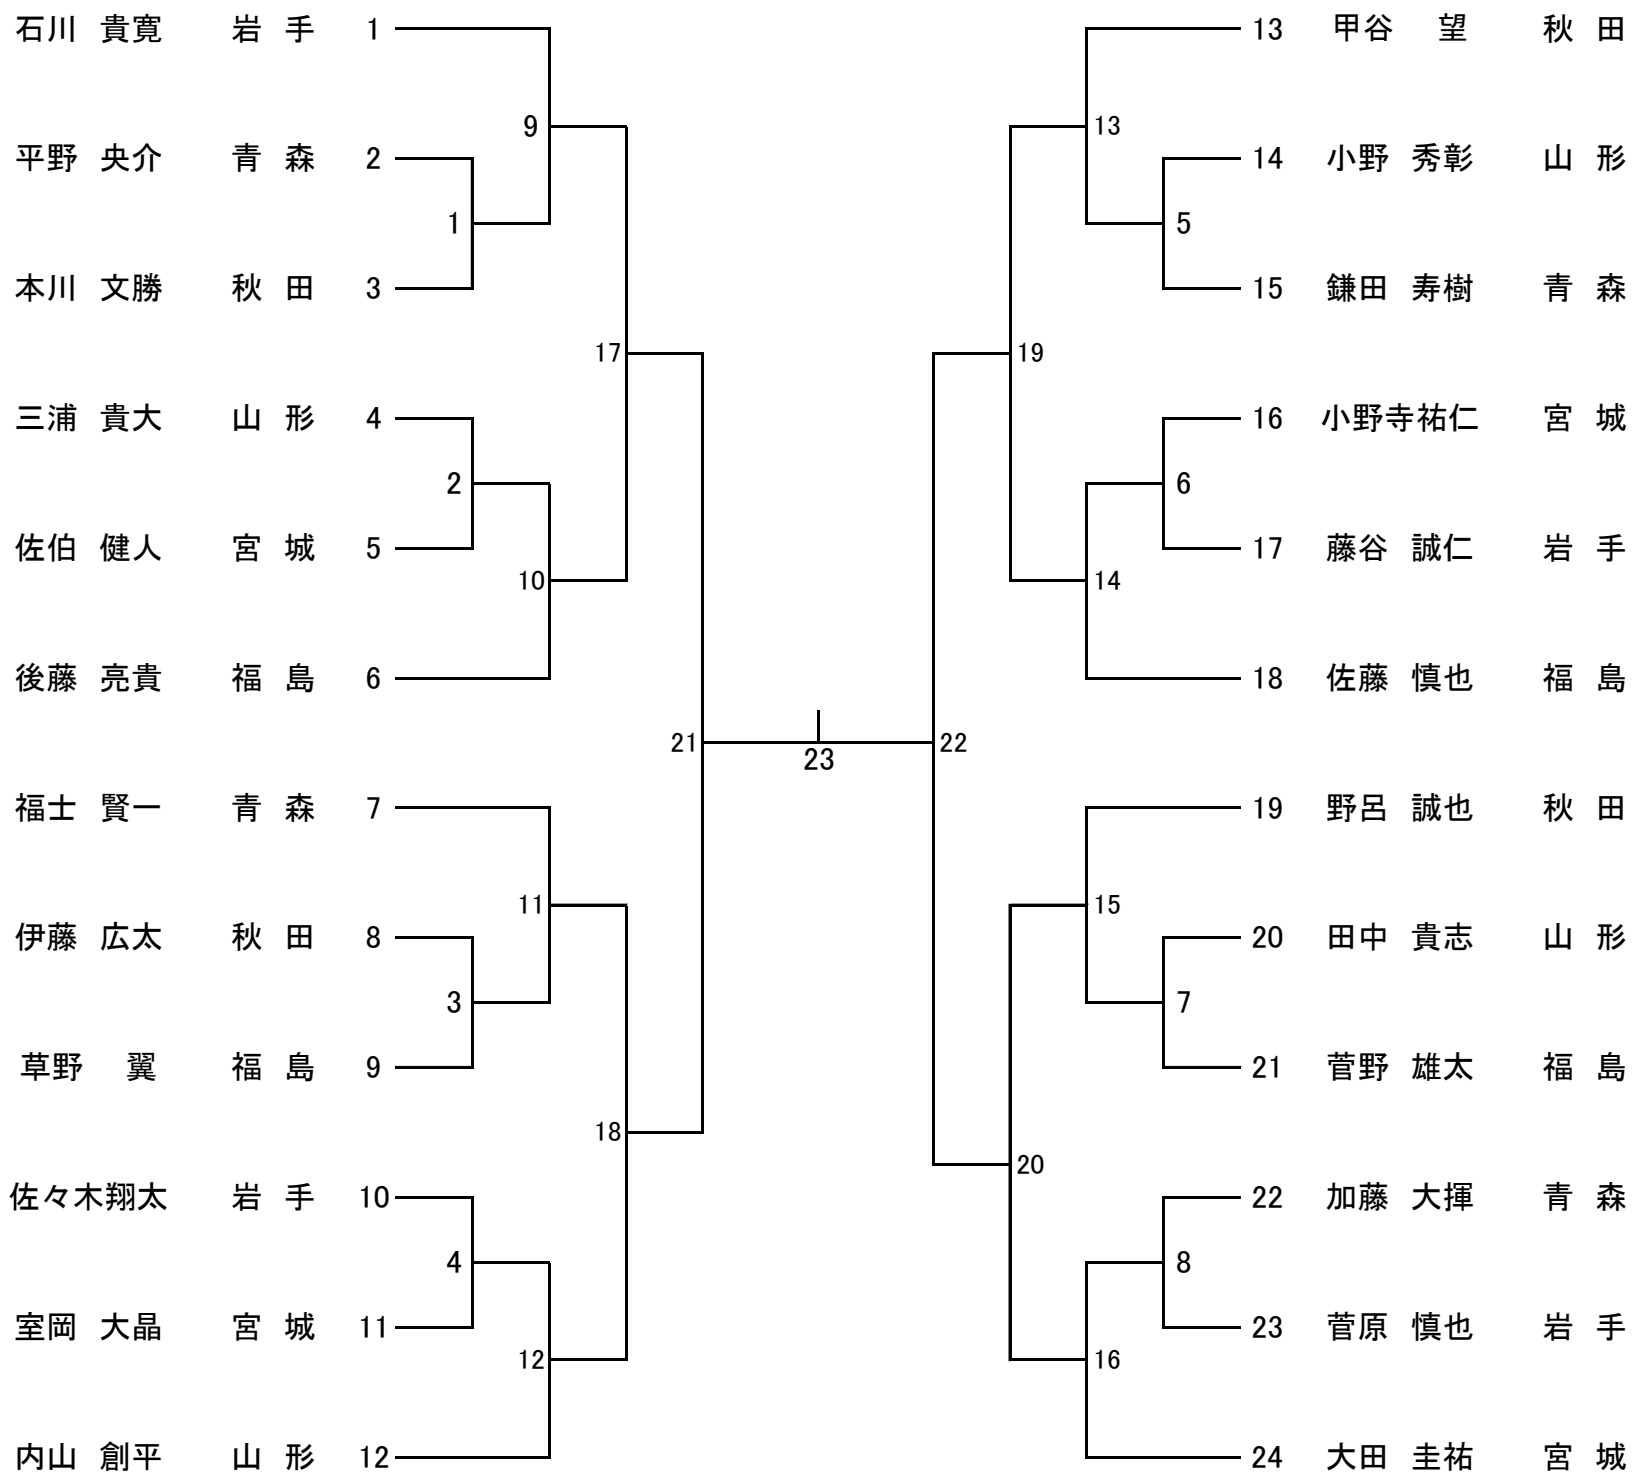 石川 貴寛 岩 手 1
平野 央介 青 森 2
本川 文勝 秋 田 3
三浦 貴大 山 形 4
佐伯 健人 宮 城 5
後藤 亮貴 福 島 6
福士 賢一 青 森 7
伊藤 広太 秋 田 8
草野 翼 福 島 9
佐々木翔太 岩 手 10
室岡 大晶 宮 城 11
内山 創平 山 形 12
1
2
3
4
9
10
11
12
17
18
21
23
22
19
20
13
14
15
16
5
6
7
8
13 甲谷 望 秋 田
14 小野 秀彰 山 形
15 鎌田 寿樹 青 森
16 小野寺祐仁 宮 城
17 藤谷 誠仁 岩 手
18 佐藤 慎也 福 島
19 野呂 誠也 秋 田
20 田中 貴志 山 形
21 菅野 雄太 福 島
22 加藤 大揮 青 森
23 菅原 慎也 岩 手
24 大田 圭祐 宮 城